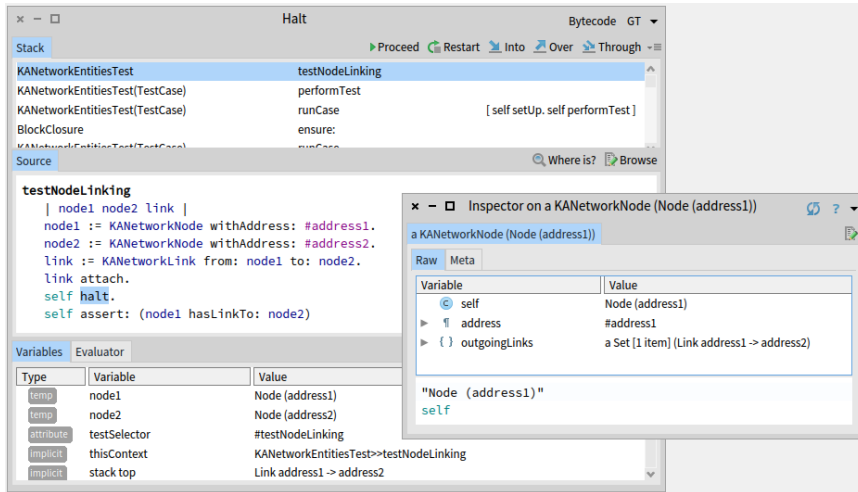 Halt
Bytecode GT
Stack
Proceed Restart Into Over Through
KANetworkEntitiesTest testNodeLinking
KANetworkEntitiesTest(TestCase) performTest
KANetworkEntitiesTest(TestCase) runCase [ self setUp. self performTest ]
BlockClosure ensure:
KANetworkEntitiesTest(TestCase) runCase
Source
Where is? Browse
testNodeLinking
| node1 node2 link |
node1 := KANetworkNode withAddress: #address1.
node2 := KANetworkNode withAddress: #address2.
link := KANetworkLink from: node1 to: node2.
link attach.
self halt.
self assert: (node1 hasLinkTo: node2)
Variables Evaluator
Type Variable Value
temp node1 Node (address1)
temp node2 Node (address2)
attribute testSelector #testNodeLinking
implicit thisContext KANetworkEntitiesTest>>testNodeLinking
implicit stack top Link address1 -> address2
Inspector on a KANetworkNode (Node (address1))
?
a KANetworkNode (Node (address1))
Raw Meta
Variable Value
C self Node (address1)
¶ address #address1
{ } outgoingLinks a Set [1 item] (Link address1 -> address2)
"Node (address1)"
self